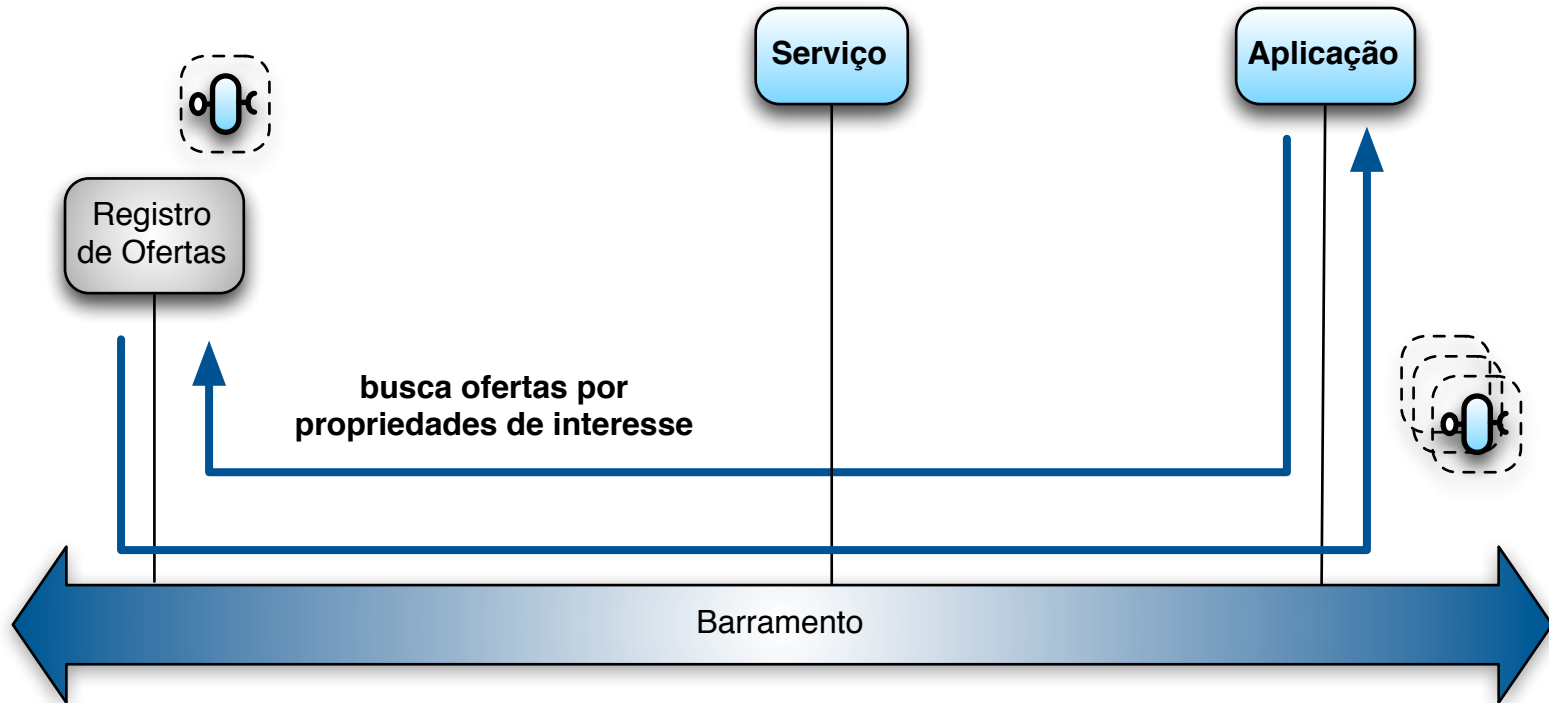 Serviço
Aplicação
Registro
de Ofertas
busca ofertas por
propriedades de interesse
Barramento